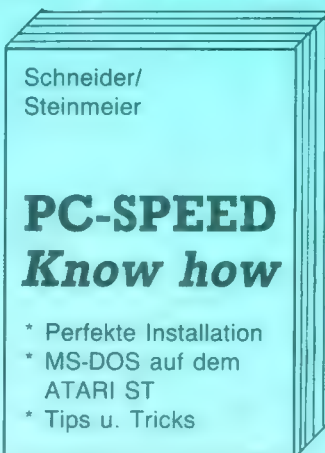 Schneider/
Steinmeier
PC-SPEED
Know how
* Perfekte Installation
* MS-DOS auf dem
ATARI ST
* Tips u. Tricks